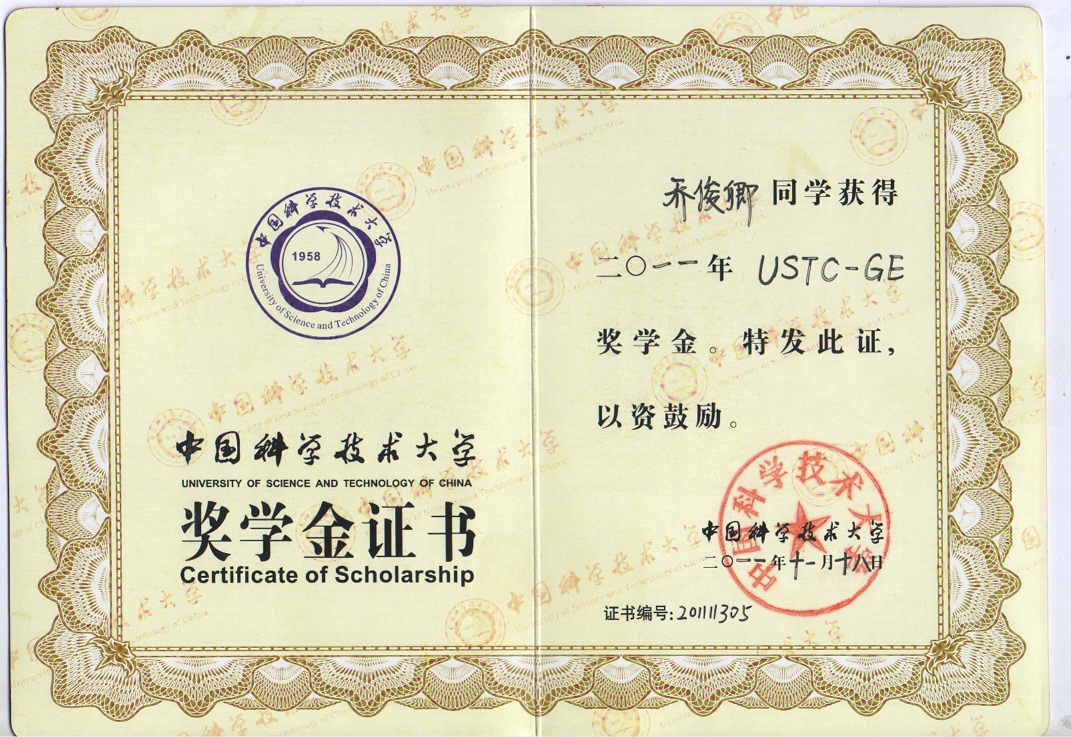 中国科学技术大学
1958
University of Science and Technology of China
中国科学技术大学
UNIVERSITY OF SCIENCE AND TECHNOLOGY OF CHINA
奖学金证书
Certificate of Scholarship
乔俊卿 同学获得
二〇一一年 USTC-GE
奖学金。特发此证，
以资鼓励。
中国科学技术大学
中国科学技术大学
二〇一一年十一月十八日
证书编号:20111305